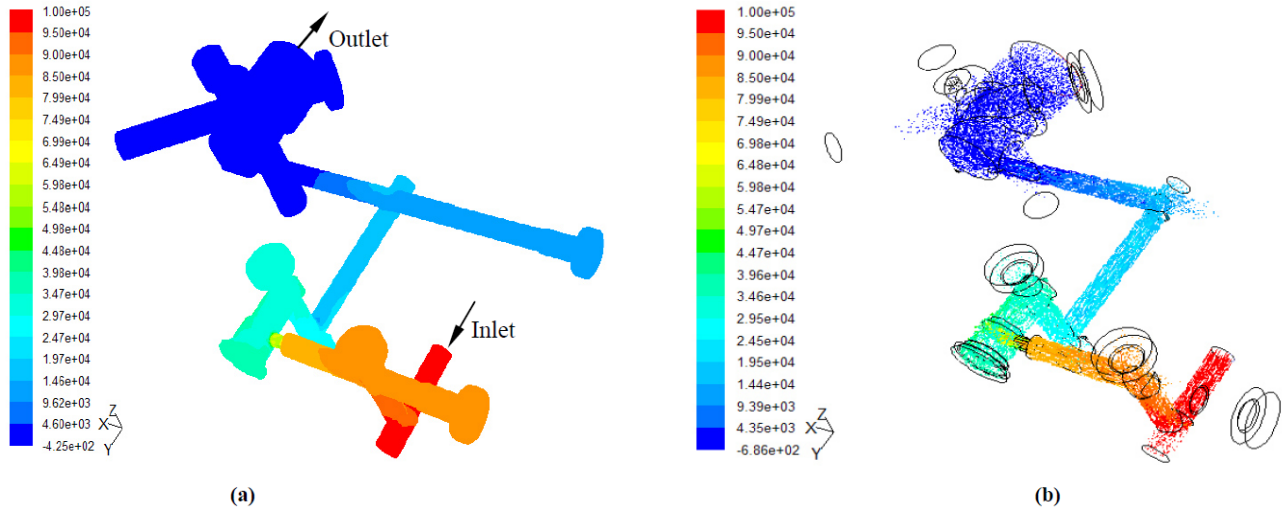 1.00e+05
9.50e+04
9.00e+04
8.50e+04
7.99e+04
7.49e+04
6.99e+04
6.49e+04
5.98e+04
5.48e+04
4.98e+04
4.48e+04
3.98e+04
3.47e+04
2.97e+04
2.47e+04
1.97e+04
1.46e+04
9.62e+03
4.60e+03
-4.25e+02
Outlet
Inlet
Z
X
Y
(a)
1.00e+05
9.50e+04
9.00e+04
8.50e+04
7.99e+04
7.49e+04
6.98e+04
6.48e+04
5.98e+04
5.47e+04
4.97e+04
4.47e+04
3.96e+04
3.46e+04
2.95e+04
2.45e+04
1.95e+04
1.44e+04
9.39e+03
4.35e+03
-6.86e+02
Z
X
Y
(b)